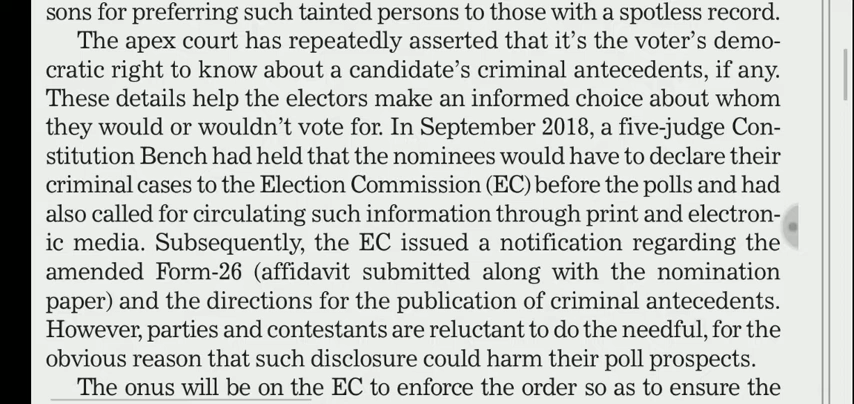 sons for preferring such tainted persons to those with a spotless record.
The apex court has repeatedly asserted that it's the voter's demo-
cratic right to know about a candidate's criminal antecedents, if any.
These details help the electors make an informed choice about whom
they would or wouldn't vote for. In September 2018, a five-judge Con-
stitution Bench had held that the nominees would have to declare their
criminal cases to the Election Commission (EC) before the polls and had
also called for circulating such information through print and electron-
ic media. Subsequently, the EC issued a notification regarding the
amended Form-26 (affidavit submitted along with the nomination
paper) and the directions for the publication of criminal antecedents.
However, parties and contestants are reluctant to do the needful, for the
obvious reason that such disclosure could harm their poll prospects.
The onus will be on the EC to enforce the order so as to ensure the